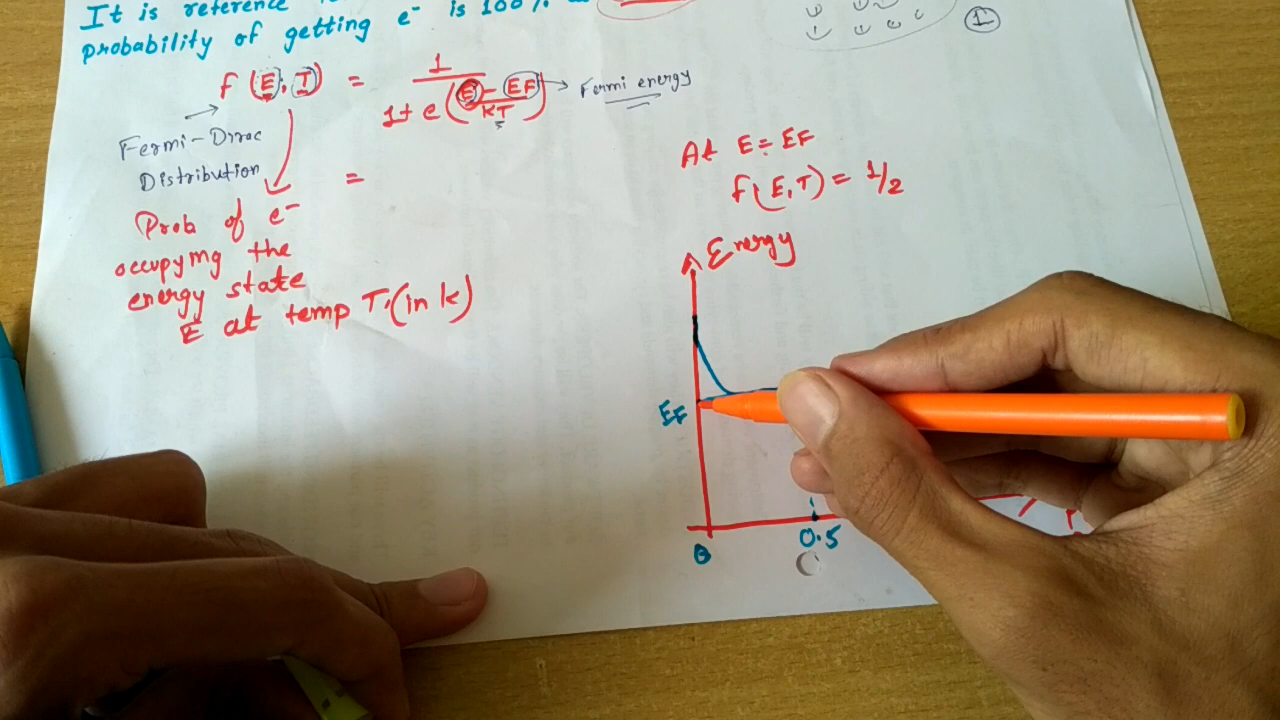 It is reference
probability of getting e⁻ is 100%
f (E, T) = 1 / 1 + e (E - EF / KT) → Fermi energy
Fermi-Dirac
Distribution
=
Prob of e⁻
occupying the
energy state
E at temp T, (in k)
At E = EF
f(E, T) = 1/2
Energy
EF
0
0.5
1